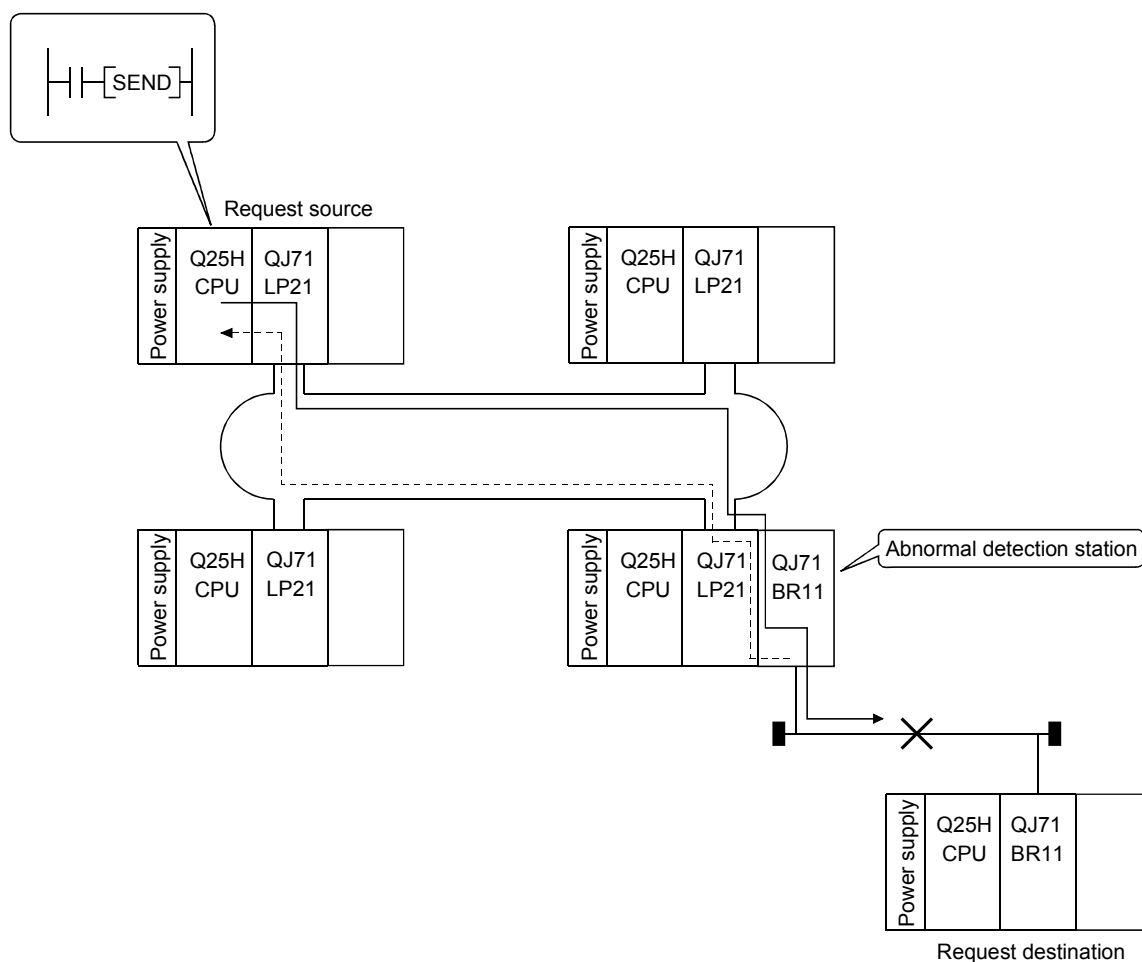 SEND
Request source
Power supply
Q25H
CPU
QJ71
LP21
Power supply
Q25H
CPU
QJ71
LP21
Power supply
Q25H
CPU
QJ71
LP21
Power supply
Q25H
CPU
QJ71
LP21
QJ71
BR11
Abnormal detection station
Power supply
Q25H
CPU
QJ71
BR11
Request destination